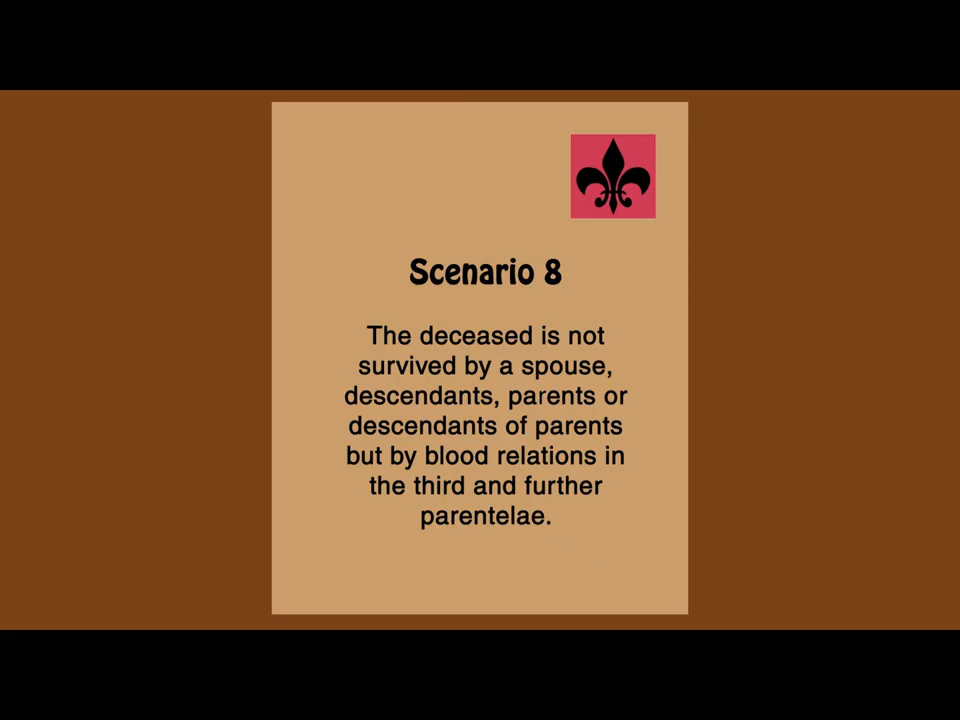 Scenario 8
The deceased is not
survived by a spouse,
descendants, parents or
descendants of parents
but by blood relations in
the third and further
parentelae.